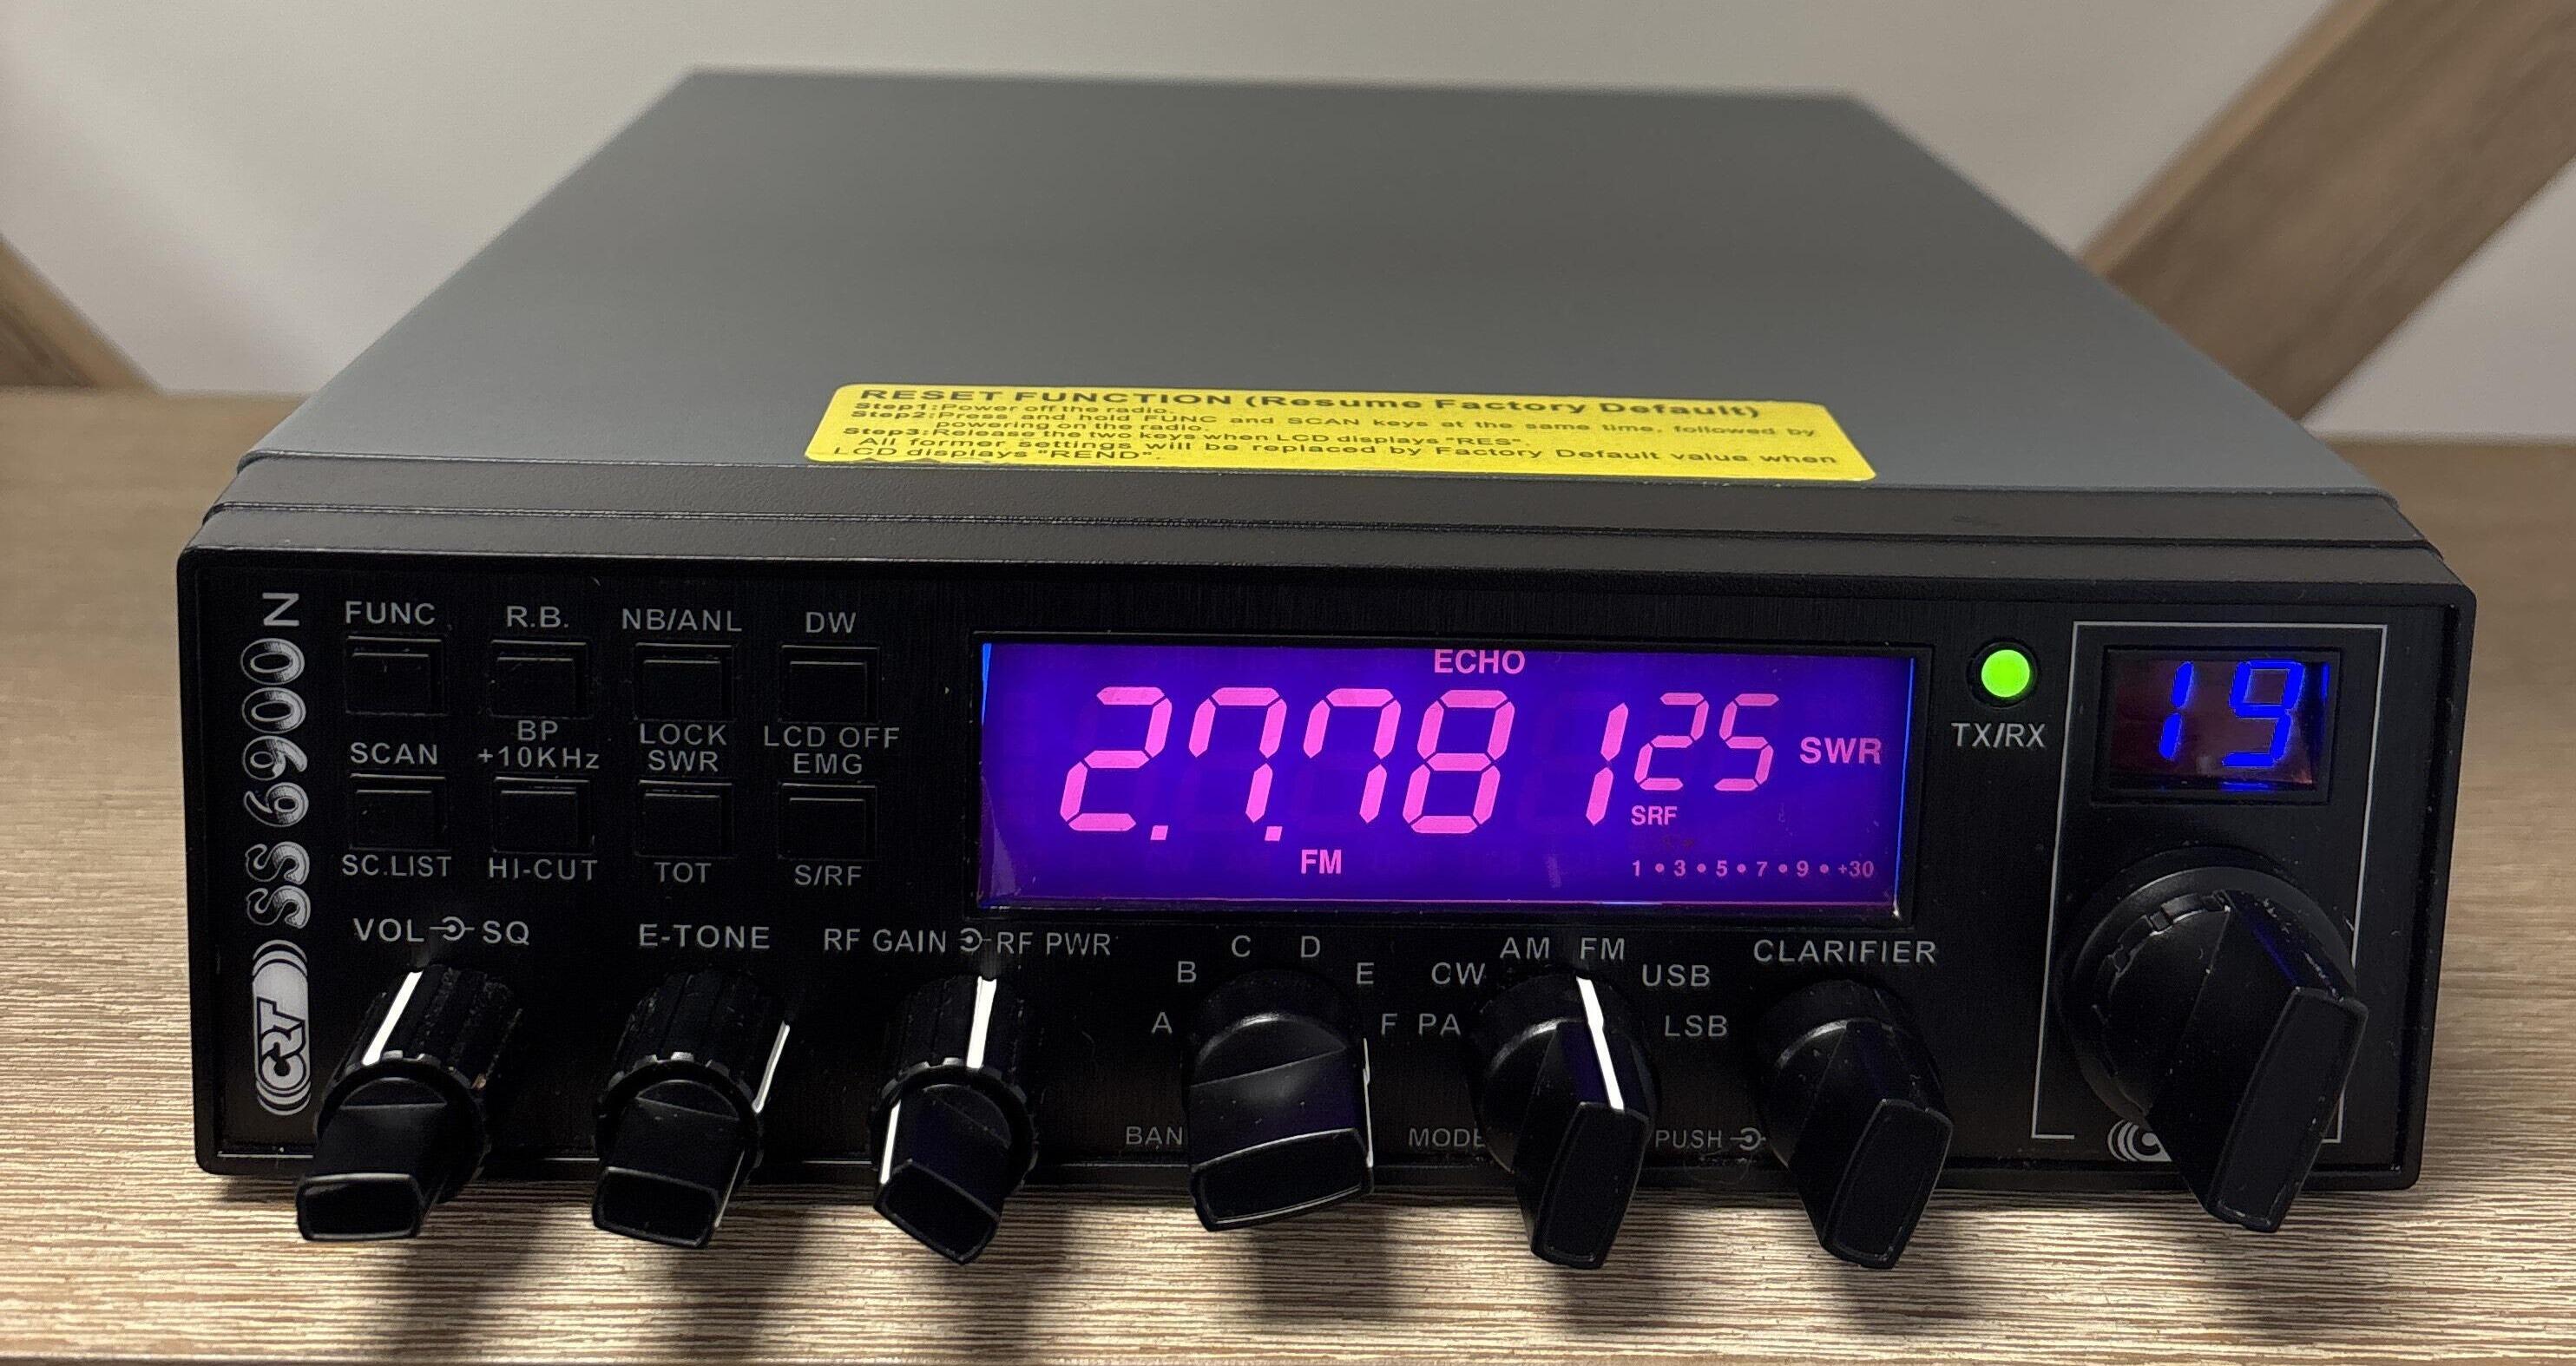 RESET FUNCTION (Resume Factory Default)
Step1:Power off the radio.
Step2:Press and hold FUNC and SCAN keys at the same time, followed by
powering on the radio.
Step3:Release the two keys when LCD displays "RES".
All former settings will be replaced by Factory Default value when
LCD displays "REND".
CRT SS 6900 N
FUNC R.B. NB/ANL DW
BP LOCK LCD OFF
SCAN +10KHz SWR EMG
SC.LIST HI-CUT TOT S/RF
ECHO
27.781 25 SWR
SRF
FM
1 • 3 • 5 • 7 • 9 • +30
TX/RX
19
VOL SQ E-TONE RF GAIN RF PWR
A B C D E F
PA CW AM FM USB LSB
CLARIFIER
BAN MODE PUSH